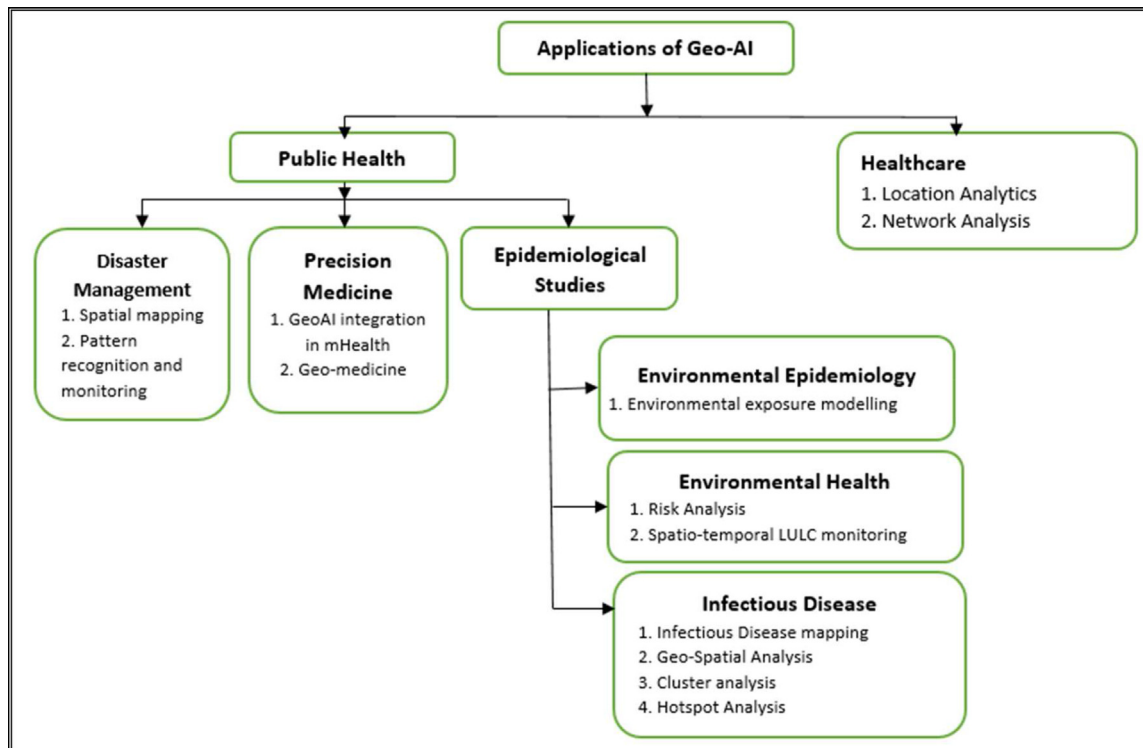 Applications of Geo-AI
Public Health
Healthcare
1. Location Analytics
2. Network Analysis
Disaster
Management
1. Spatial mapping
2. Pattern
recognition and
monitoring
Precision
Medicine
1. GeoAI integration
in mHealth
2. Geo-medicine
Epidemiological
Studies
Environmental Epidemiology
1. Environmental exposure modelling
Environmental Health
1. Risk Analysis
2. Spatio-temporal LULC monitoring
Infectious Disease
1. Infectious Disease mapping
2. Geo-Spatial Analysis
3. Cluster analysis
4. Hotspot Analysis